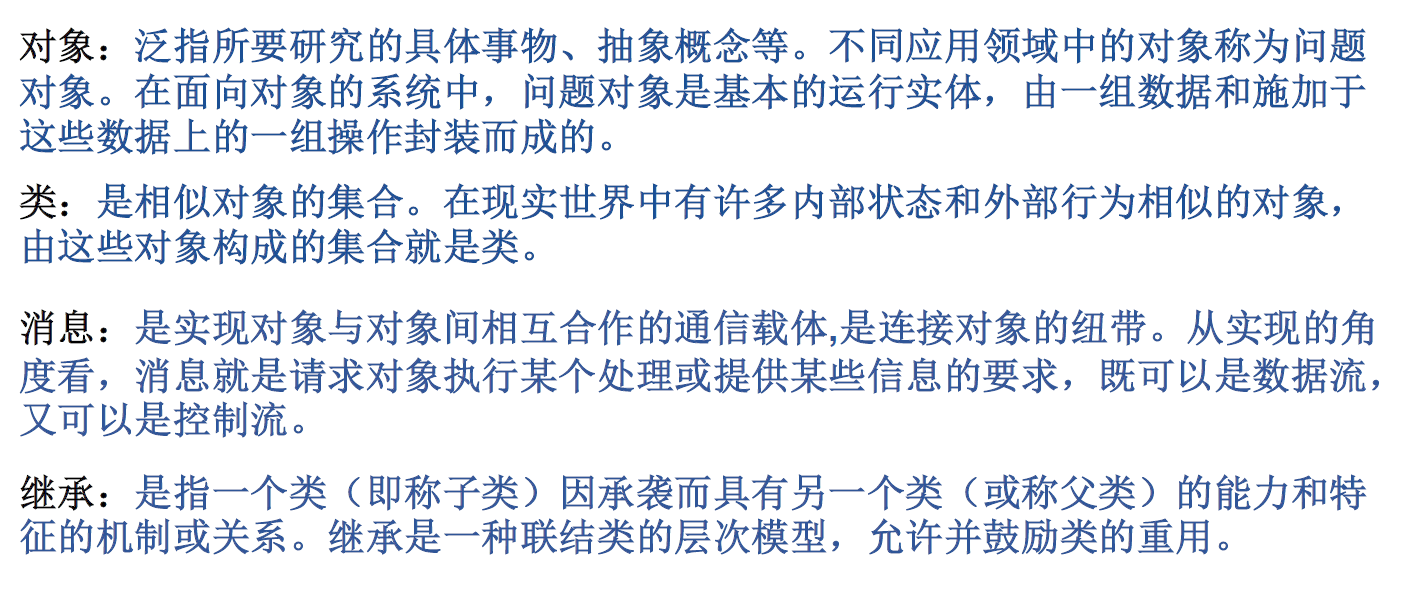 对象：泛指所要研究的具体事物、抽象概念等。不同应用领域中的对象称为问题
对象。在面向对象的系统中，问题对象是基本的运行实体，由一组数据和施加于
这些数据上的一组操作封装而成的。
类：是相似对象的集合。在现实世界中有许多内部状态和外部行为相似的对象，
由这些对象构成的集合就是类。
消息：是实现对象与对象间相互合作的通信载体,是连接对象的纽带。从实现的角
度看，消息就是请求对象执行某个处理或提供某些信息的要求，既可以是数据流，
又可以是控制流。
继承：是指一个类（即称子类）因承袭而具有另一个类（或称父类）的能力和特
征的机制或关系。继承是一种联结类的层次模型，允许并鼓励类的重用。